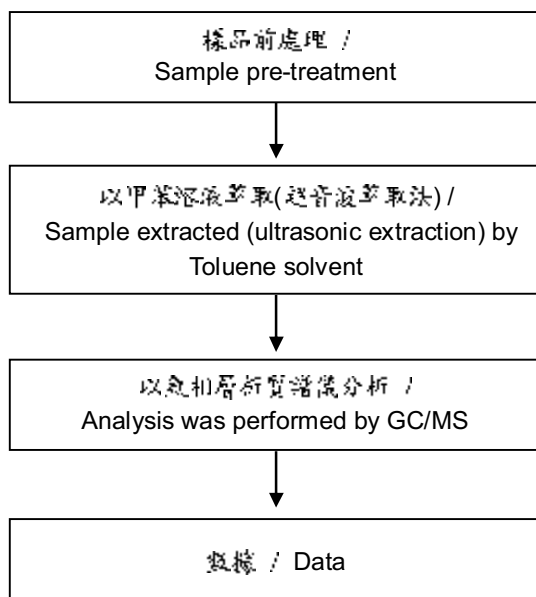 樣品前處理 /
Sample pre-treatment
以甲苯溶液萃取(超音波萃取法) /
Sample extracted (ultrasonic extraction) by
Toluene solvent
以氣相層析質譜儀分析 /
Analysis was performed by GC/MS
數據 / Data